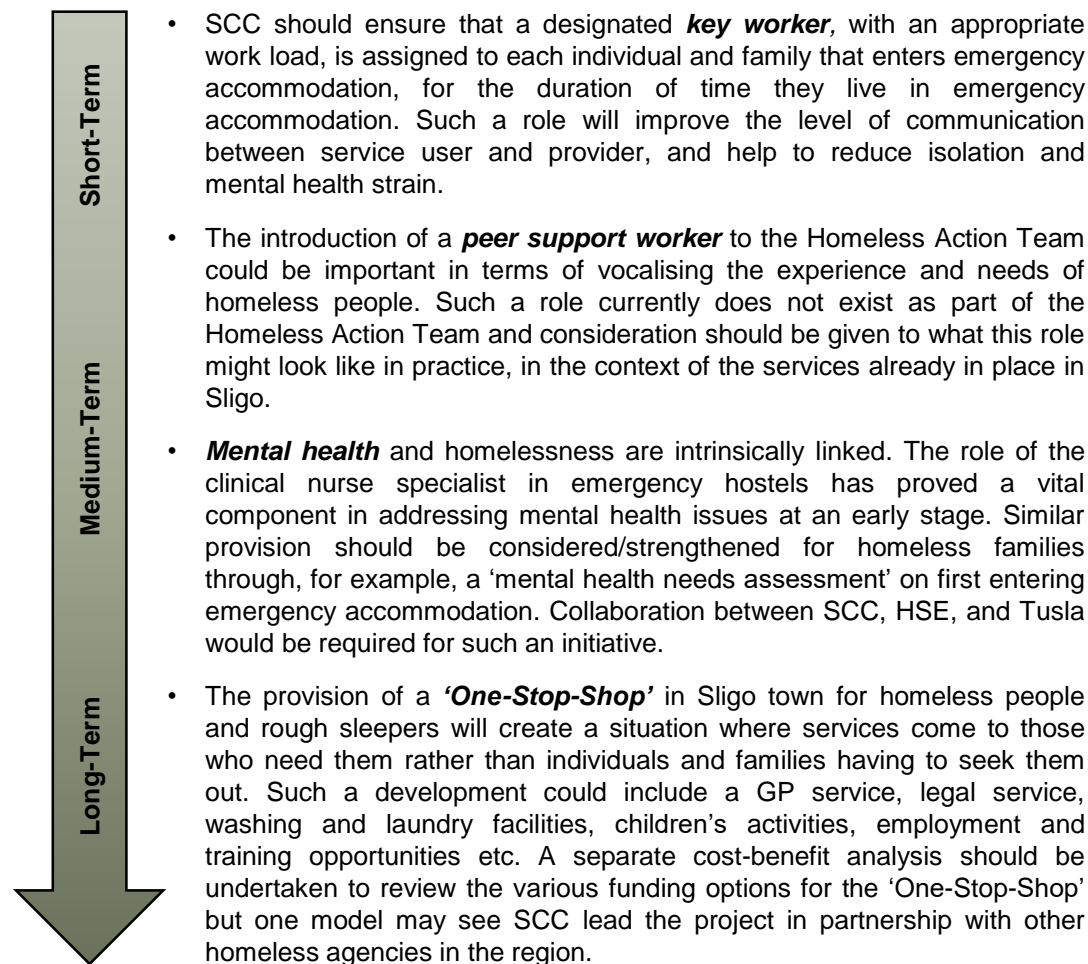 Short-Term
Medium-Term
Long-Term
• SCC should ensure that a designated key worker, with an appropriate
work load, is assigned to each individual and family that enters emergency
accommodation, for the duration of time they live in emergency
accommodation. Such a role will improve the level of communication
between service user and provider, and help to reduce isolation and
mental health strain.
• The introduction of a peer support worker to the Homeless Action Team
could be important in terms of vocalising the experience and needs of
homeless people. Such a role currently does not exist as part of the
Homeless Action Team and consideration should be given to what this role
might look like in practice, in the context of the services already in place in
Sligo.
• Mental health and homelessness are intrinsically linked. The role of the
clinical nurse specialist in emergency hostels has proved a vital
component in addressing mental health issues at an early stage. Similar
provision should be considered/strengthened for homeless families
through, for example, a ‘mental health needs assessment’ on first entering
emergency accommodation. Collaboration between SCC, HSE, and Tusla
would be required for such an initiative.
• The provision of a ‘One-Stop-Shop’ in Sligo town for homeless people
and rough sleepers will create a situation where services come to those
who need them rather than individuals and families having to seek them
out. Such a development could include a GP service, legal service,
washing and laundry facilities, children’s activities, employment and
training opportunities etc. A separate cost-benefit analysis should be
undertaken to review the various funding options for the ‘One-Stop-Shop’
but one model may see SCC lead the project in partnership with other
homeless agencies in the region.